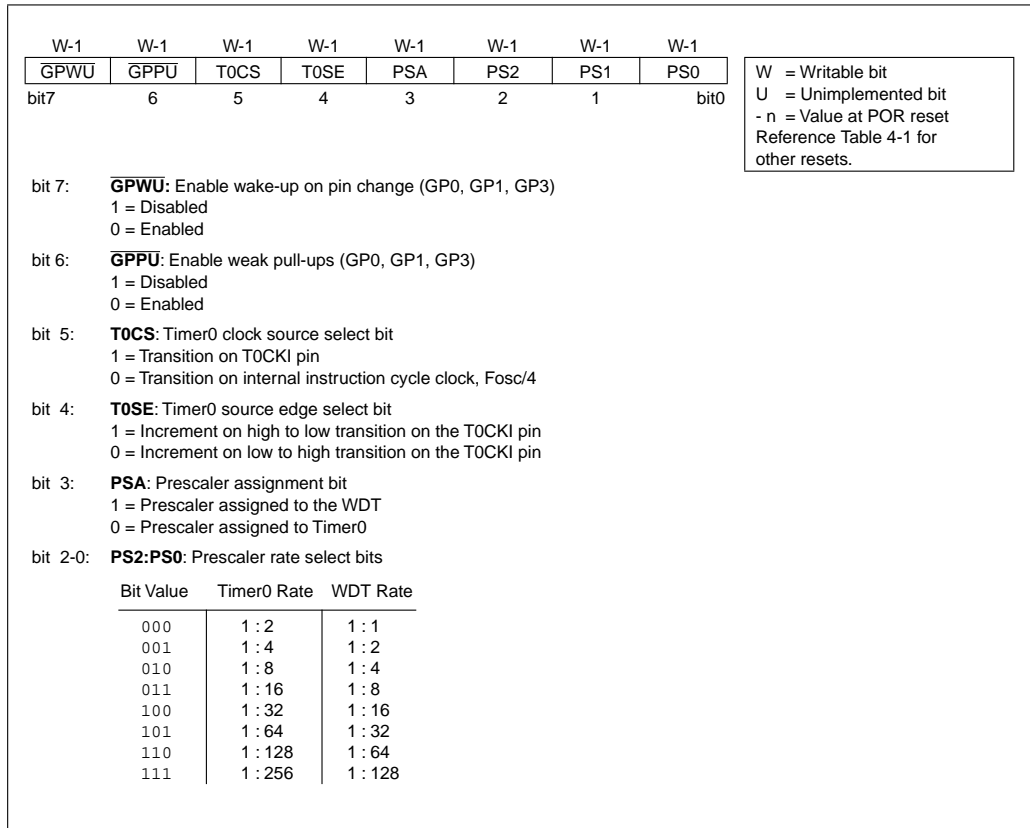 W-1 W-1 W-1 W-1 W-1 W-1 W-1 W-1
GPWU GPPU T0CS T0SE PSA PS2 PS1 PS0
bit7 6 5 4 3 2 1 bit0
W = Writable bit
U = Unimplemented bit
- n = Value at POR reset
Reference Table 4-1 for
other resets.
bit 7: GPWU: Enable wake-up on pin change (GP0, GP1, GP3)
1 = Disabled
0 = Enabled
bit 6: GPPU: Enable weak pull-ups (GP0, GP1, GP3)
1 = Disabled
0 = Enabled
bit 5: T0CS: Timer0 clock source select bit
1 = Transition on T0CKI pin
0 = Transition on internal instruction cycle clock, Fosc/4
bit 4: T0SE: Timer0 source edge select bit
1 = Increment on high to low transition on the T0CKI pin
0 = Increment on low to high transition on the T0CKI pin
bit 3: PSA: Prescaler assignment bit
1 = Prescaler assigned to the WDT
0 = Prescaler assigned to Timer0
bit 2-0: PS2:PS0: Prescaler rate select bits
Bit Value Timer0 Rate WDT Rate
000 1 : 2 1 : 1
001 1 : 4 1 : 2
010 1 : 8 1 : 4
011 1 : 16 1 : 8
100 1 : 32 1 : 16
101 1 : 64 1 : 32
110 1 : 128 1 : 64
111 1 : 256 1 : 128